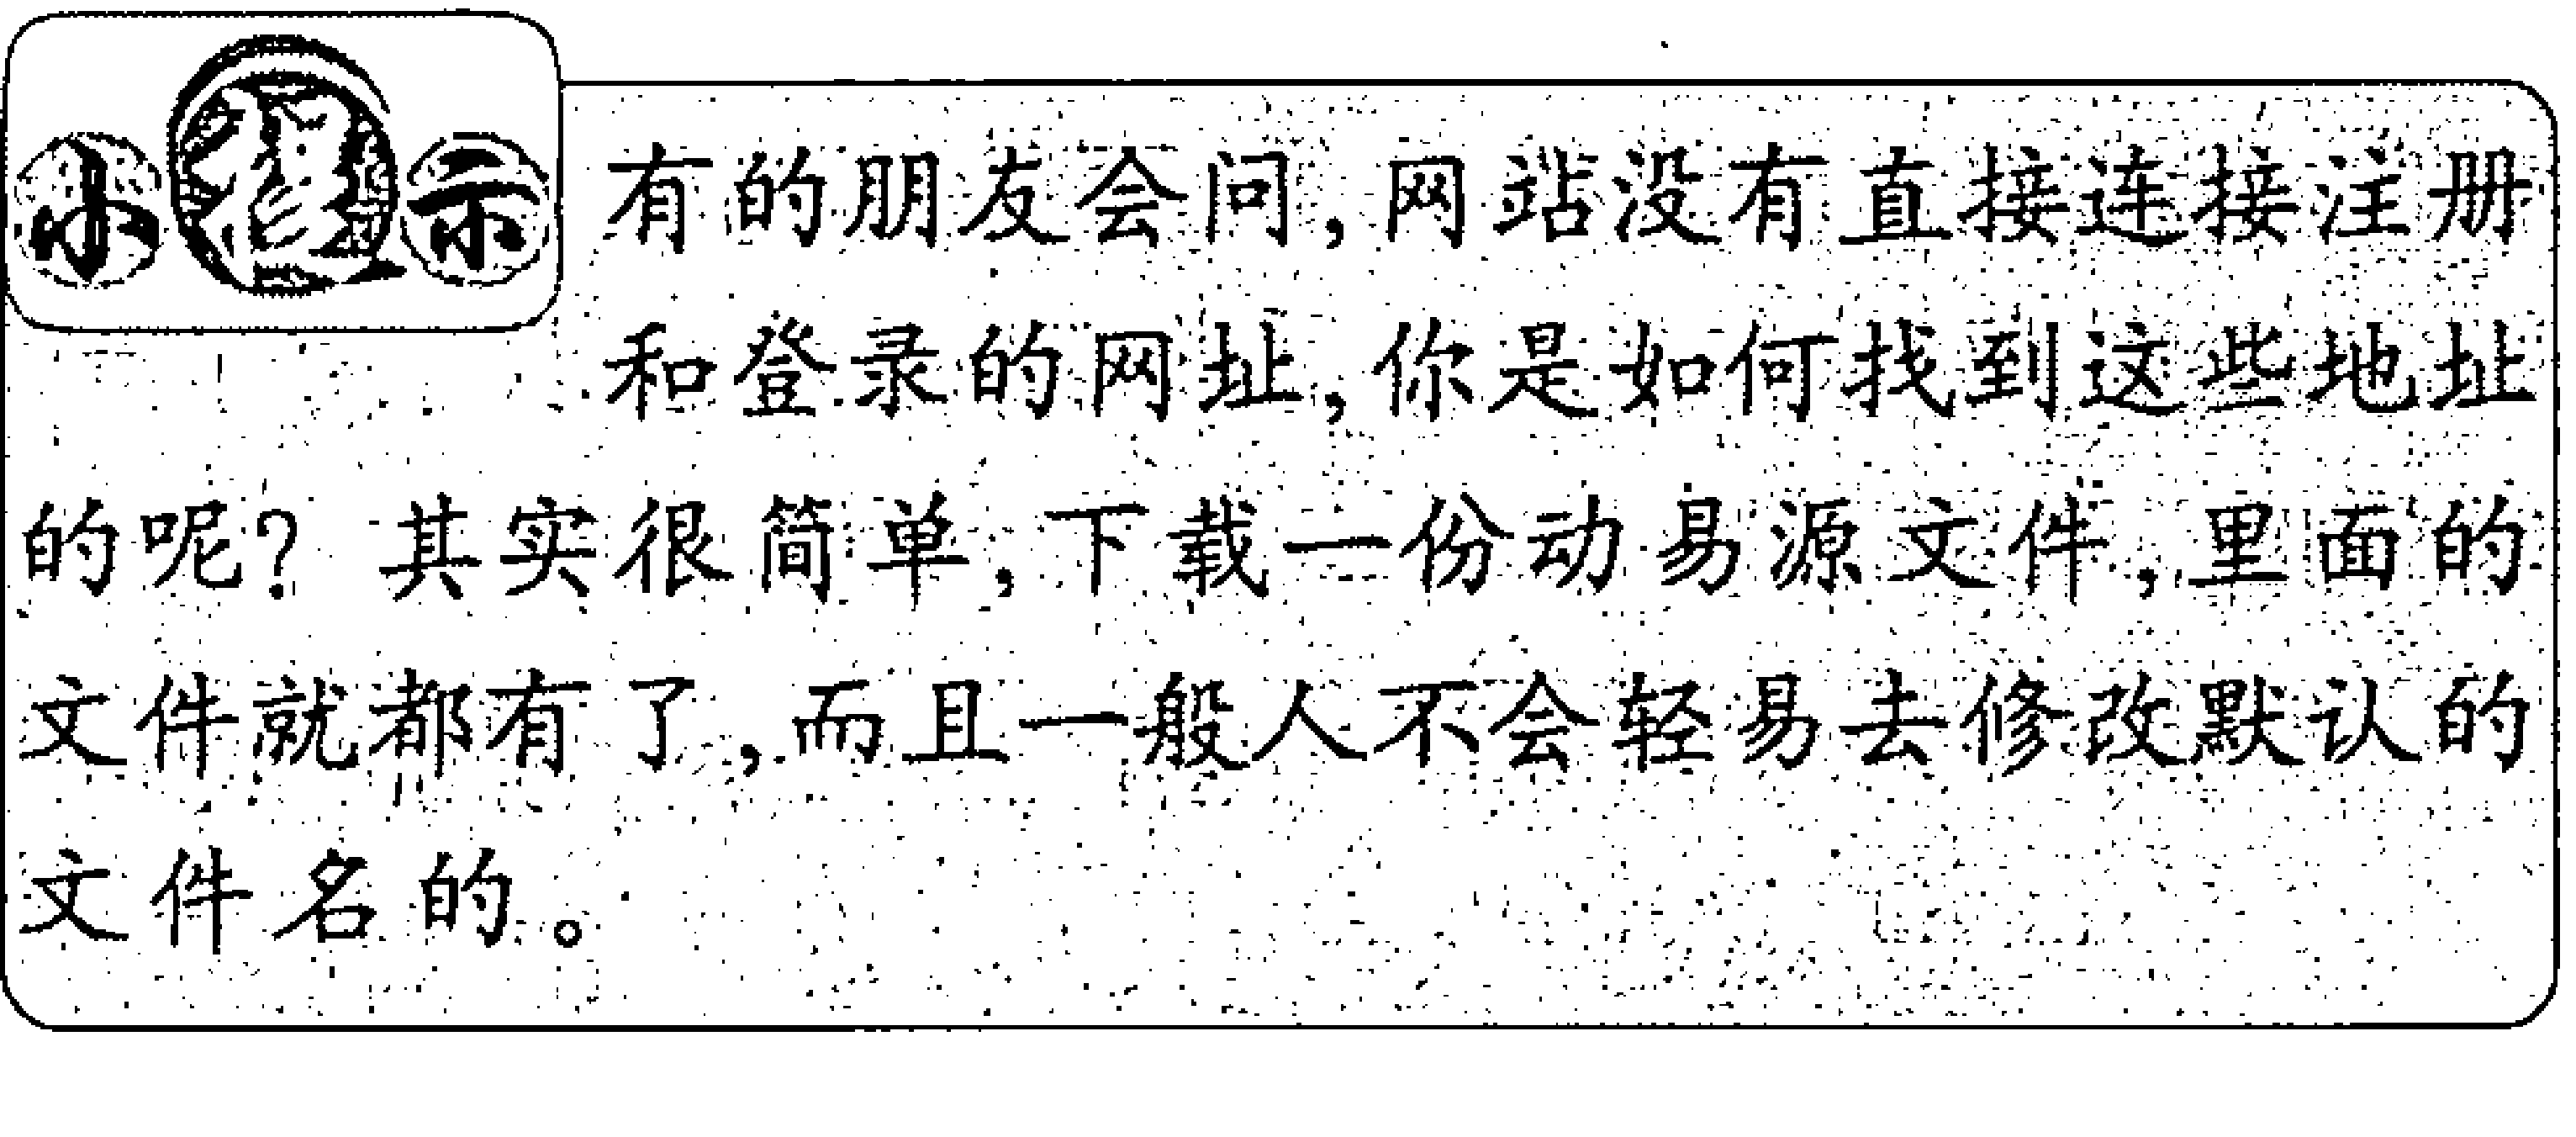 小提示
有的朋友会问,网站没有直接连接注册
和登录的网址,你是如何找到这些地址
的呢?其实很简单,下载一份动易源文件,里面的
文件就都有了,而且一般人不会轻易去修改默认的
文件名的。